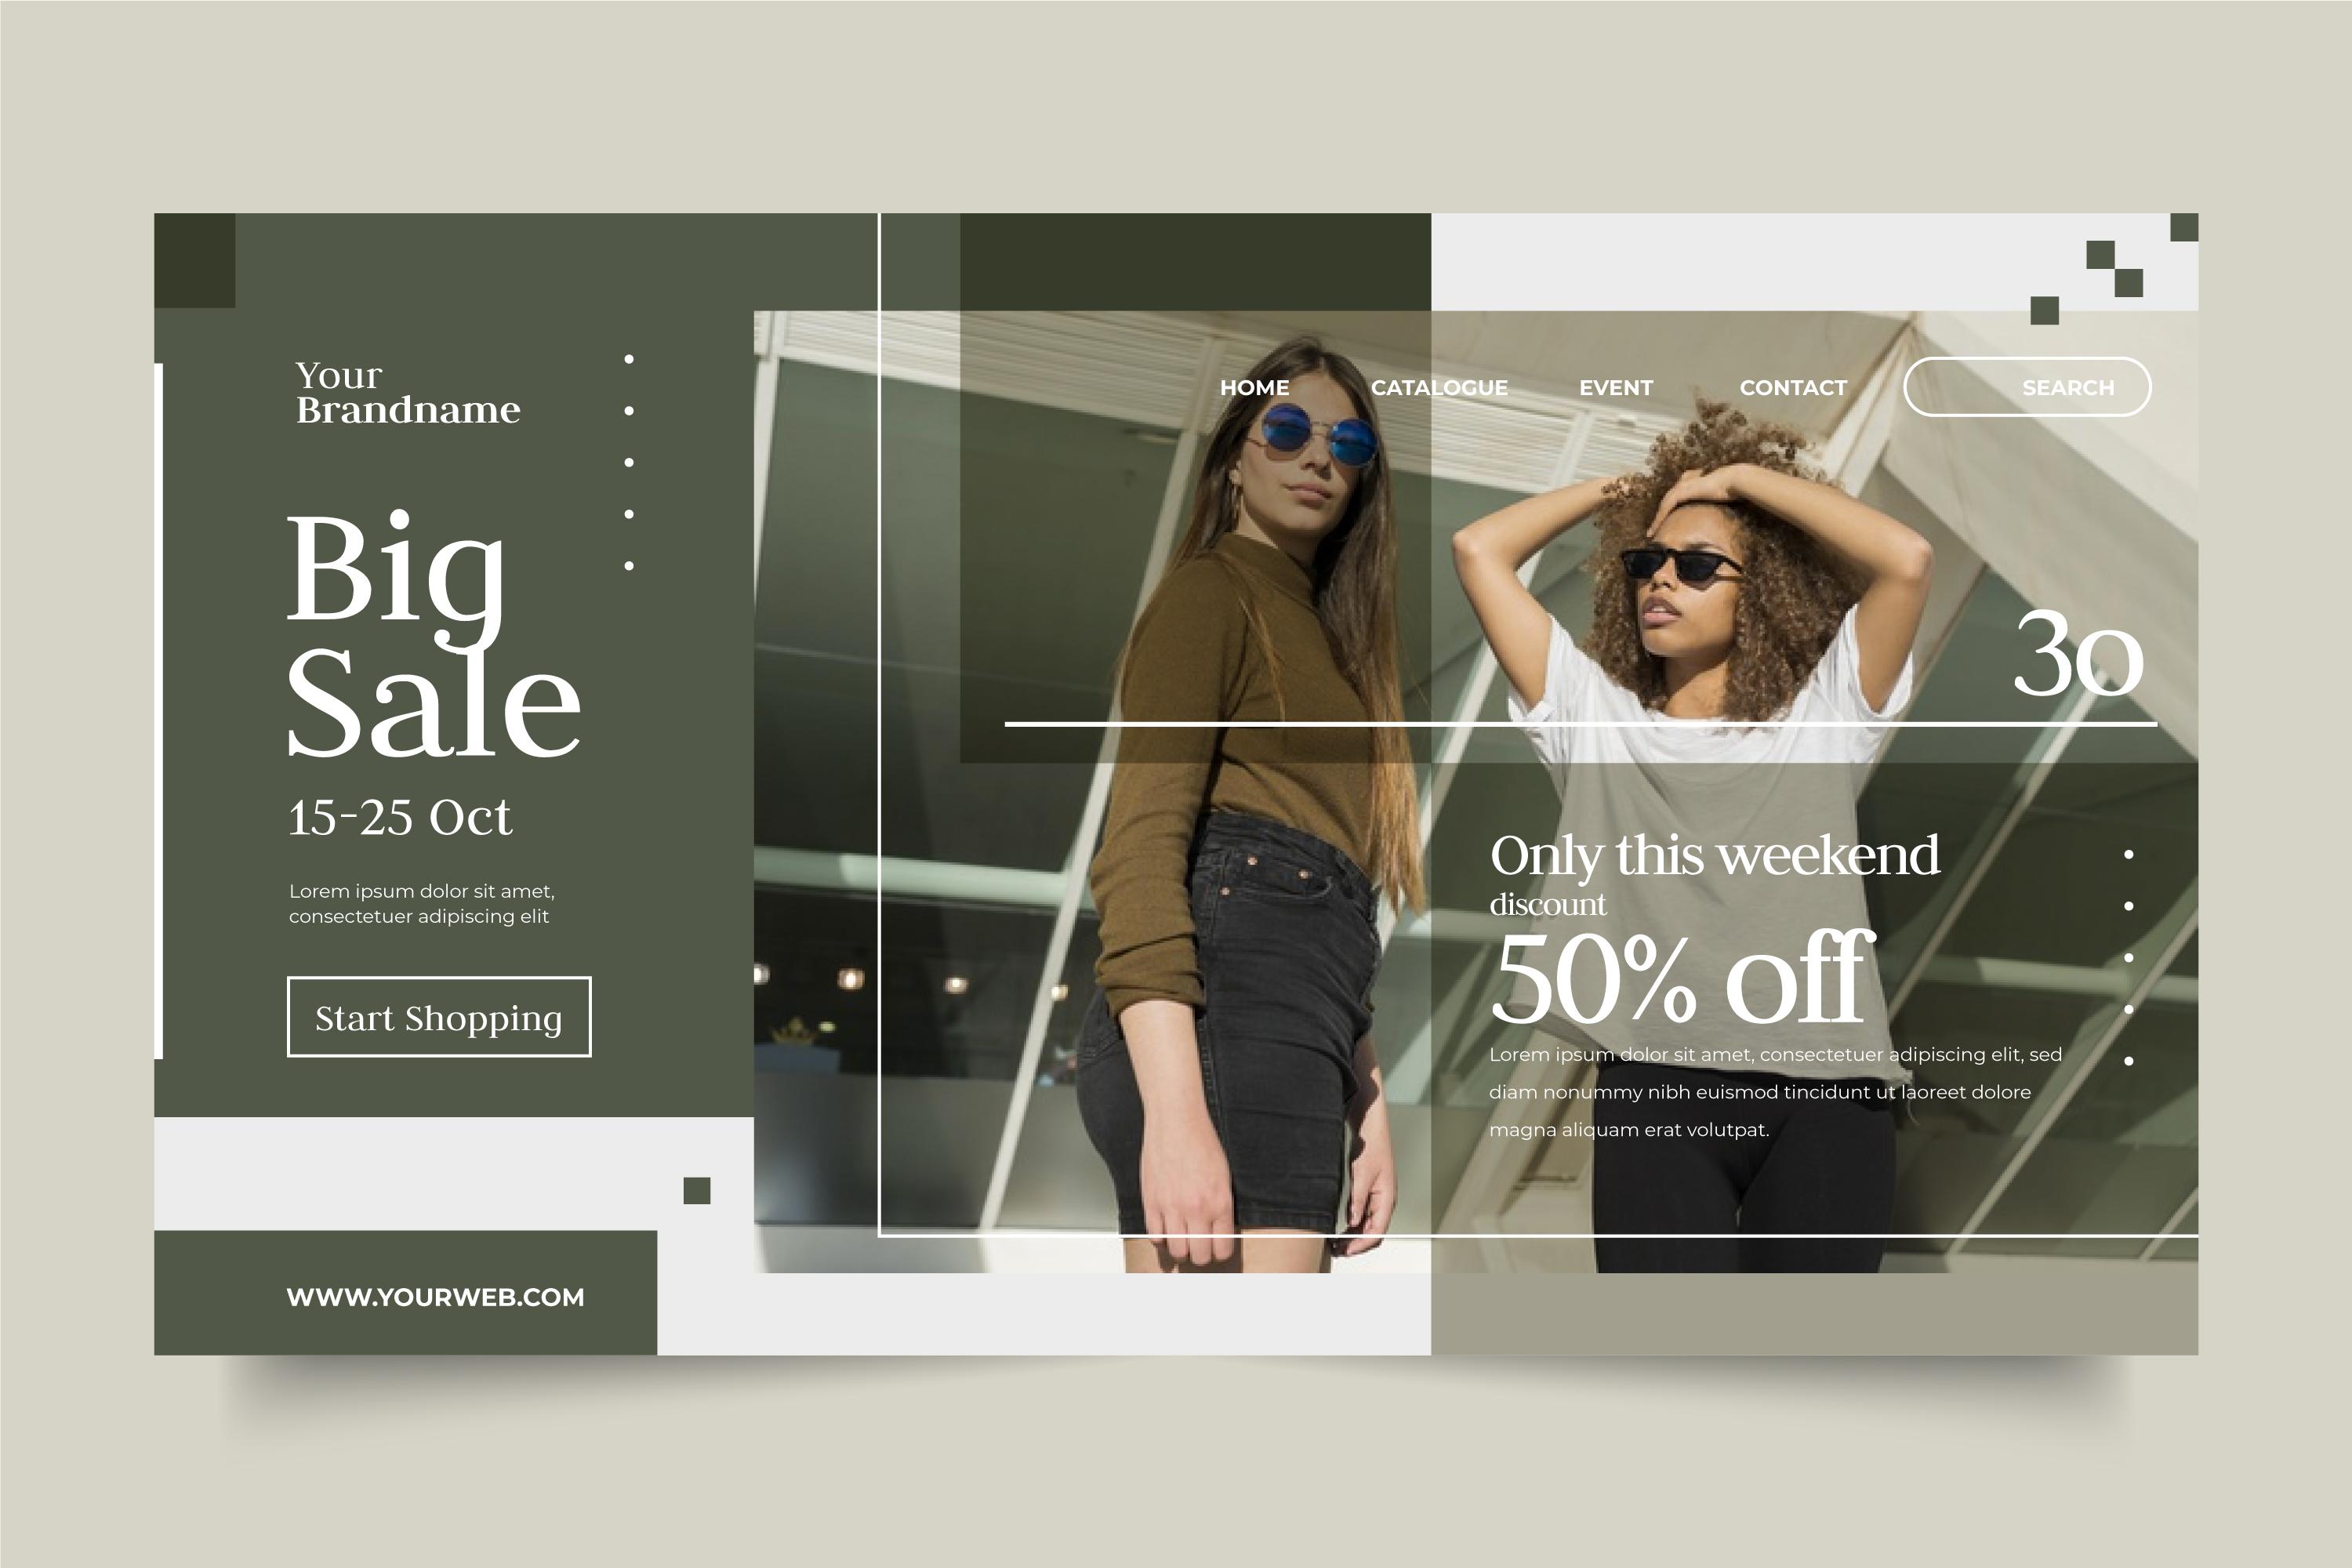 Your
Brandname
HOME CATALOGUE EVENT CONTACT SEARCH
Big
Sale
15-25 Oct
Lorem ipsum dolor sit amet,
consectetuer adipiscing elit
Start Shopping
30
Only this weekend
discount
50% off
Lorem ipsum dolor sit amet, consectetuer adipiscing elit, sed
diam nonummy nibh euismod tincidunt ut laoreet dolore
magna aliquam erat volutpat.
WWW.YOURWEB.COM